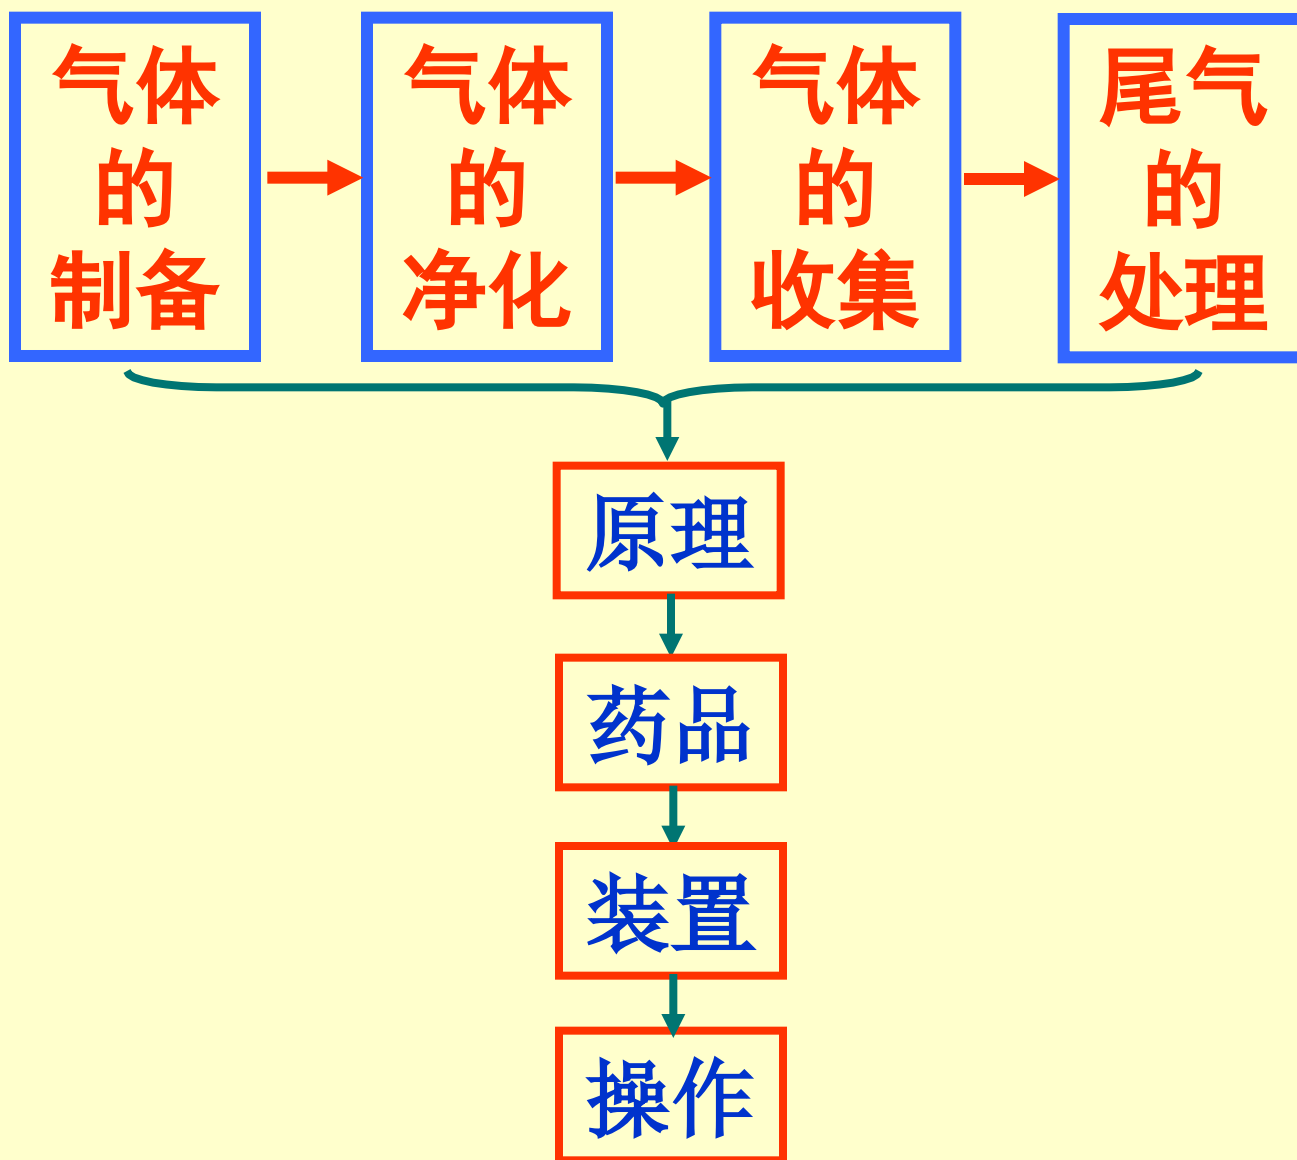 气体
的
制备
气体
的
净化
气体
的
收集
尾气
的
处理
原理
药品
装置
操作